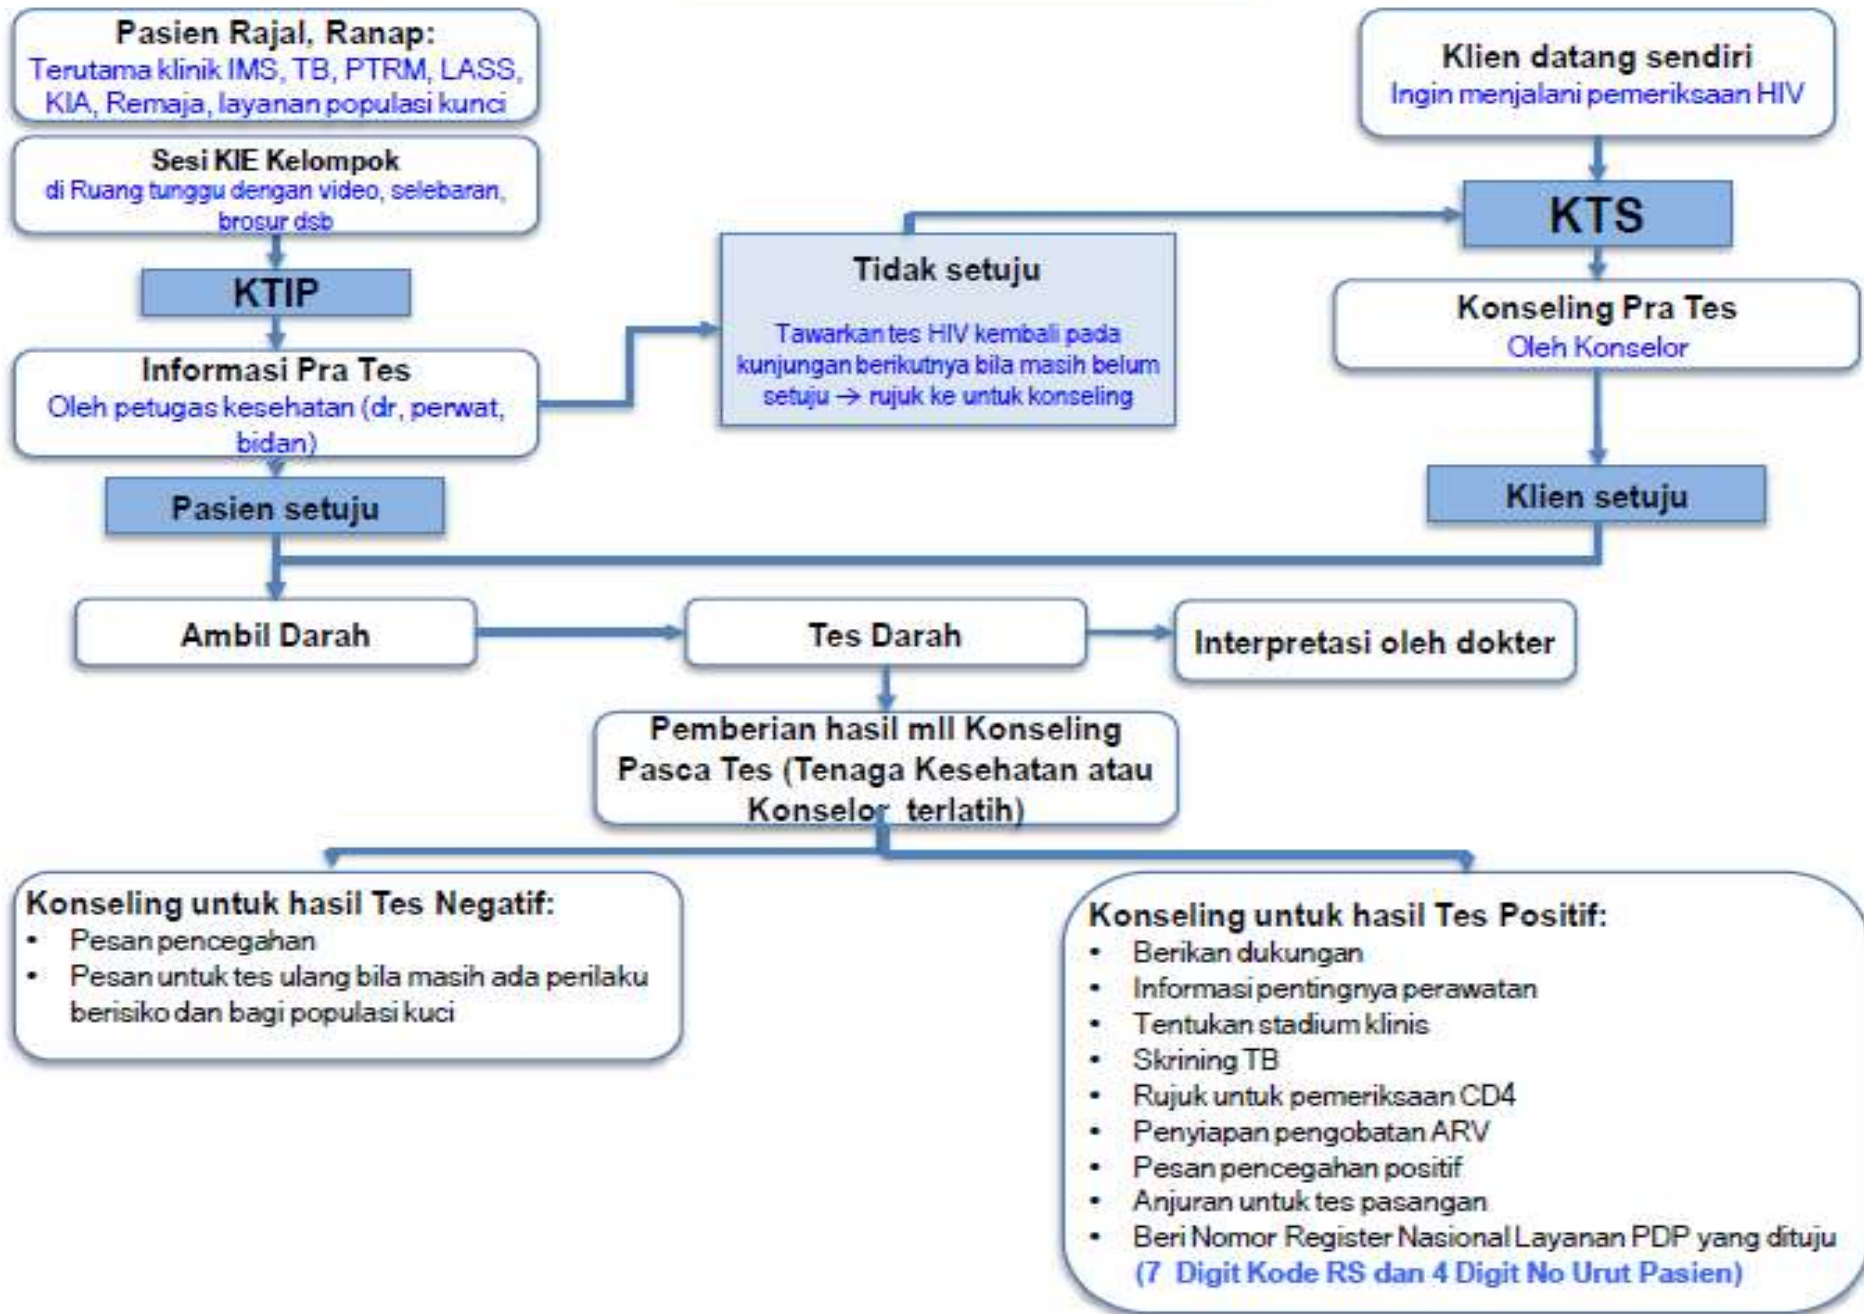 Pasien Rajal, Ranap:
Terutama klinik IMS, TB, PTRM, LASS,
KIA, Remaja, layanan populasi kunci
Sesi KIE Kelompok
di Ruang tunggu dengan video, selebaran,
brosur dsb
KTIP
Informasi Pra Tes
Oleh petugas kesehatan (dr, perwat,
bidan)
Pasien setuju
Tidak setuju
Tawarkan tes HIV kembali pada
kunjungan berikutnya bila masih belum
setuju → rujuk ke untuk konseling
Klien datang sendiri
Ingin menjalani pemeriksaan HIV
KTS
Konseling Pra Tes
Oleh Konselor
Klien setuju
Ambil Darah
Tes Darah
Interpretasi oleh dokter
Pemberian hasil mll Konseling
Pasca Tes (Tenaga Kesehatan atau
Konselor terlatih)
Konseling untuk hasil Tes Negatif:
• Pesan pencegahan
• Pesan untuk tes ulang bila masih ada perilaku
berisiko dan bagi populasi kuci
Konseling untuk hasil Tes Positif:
• Berikan dukungan
• Informasi pentingnya perawatan
• Tentukan stadium klinis
• Skrining TB
• Rujuk untuk pemeriksaan CD4
• Penyiapan pengobatan ARV
• Pesan pencegahan positif
• Anjuran untuk tes pasangan
• Beri Nomor Register Nasional Layanan PDP yang dituju
(7 Digit Kode RS dan 4 Digit No Urut Pasien)